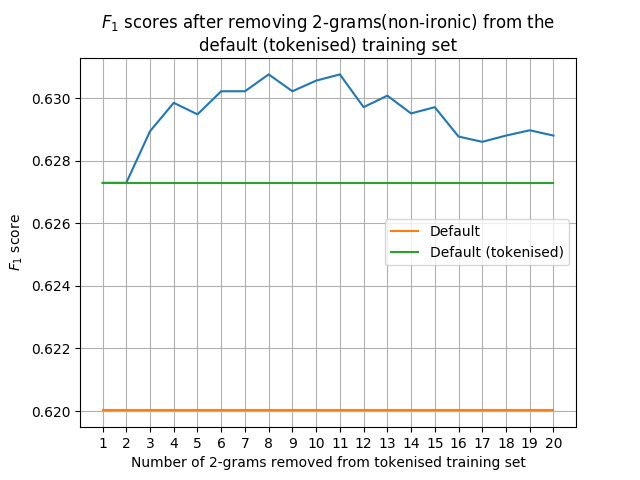 F1 scores after removing 2-grams(non-ironic) from the
default (tokenised) training set
0.630
0.628
0.626
0.624
0.622
0.620
F1 score
Default
Default (tokenised)
1 2 3 4 5 6 7 8 9 10 11 12 13 14 15 16 17 18 19 20
Number of 2-grams removed from tokenised training set